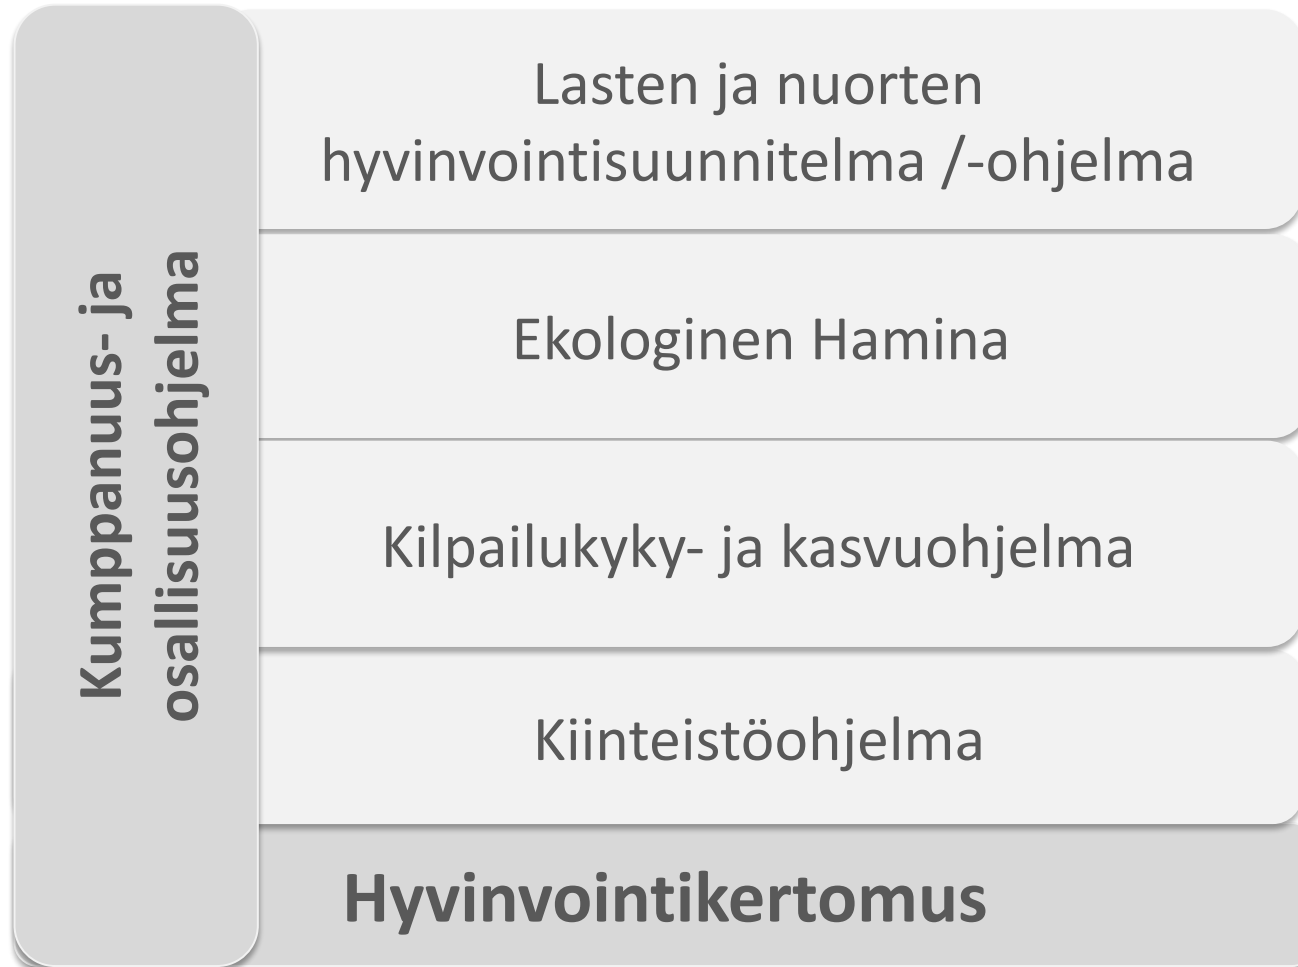 Kumppanuus- ja
osallisuusohjelma
Lasten ja nuorten
hyvinvointisuunnitelma /-ohjelma
Ekologinen Hamina
Kilpailukyky- ja kasvuohjelma
Kiinteistöohjelma
Hyvinvointikertomus